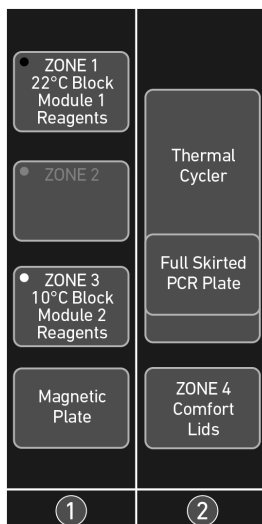 ZONE 1
22°C Block
Module 1
Reagents
ZONE 2
ZONE 3
10°C Block
Module 2
Reagents
Magnetic
Plate
1
Thermal
Cycler
Full Skirted
PCR Plate
ZONE 4
Comfort
Lids
2